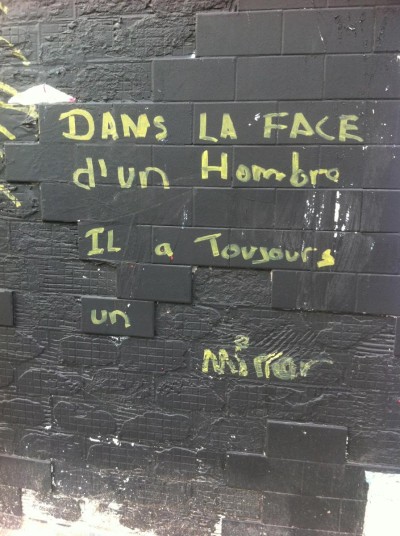 DANS LA FACE
d'un Hombre
IL a Toujours
un
Mirror